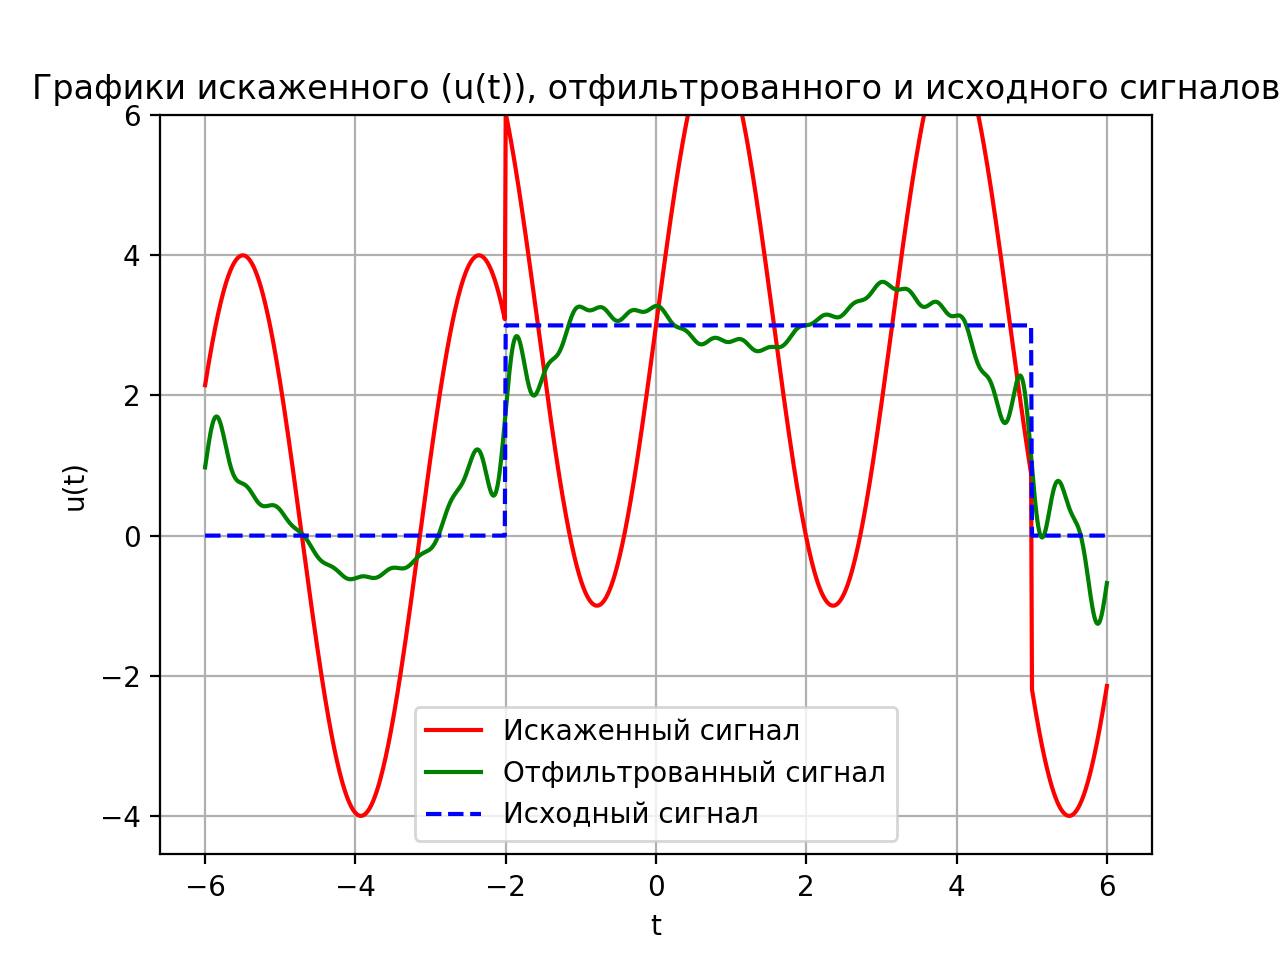 Графики искаженного (u(t)), отфильтрованного и исходного сигналов
6
4
2
0
−2
−4
u(t)
Искаженный сигнал
Отфильтрованный сигнал
Исходный сигнал
−6 −4 −2 0 2 4 6
t